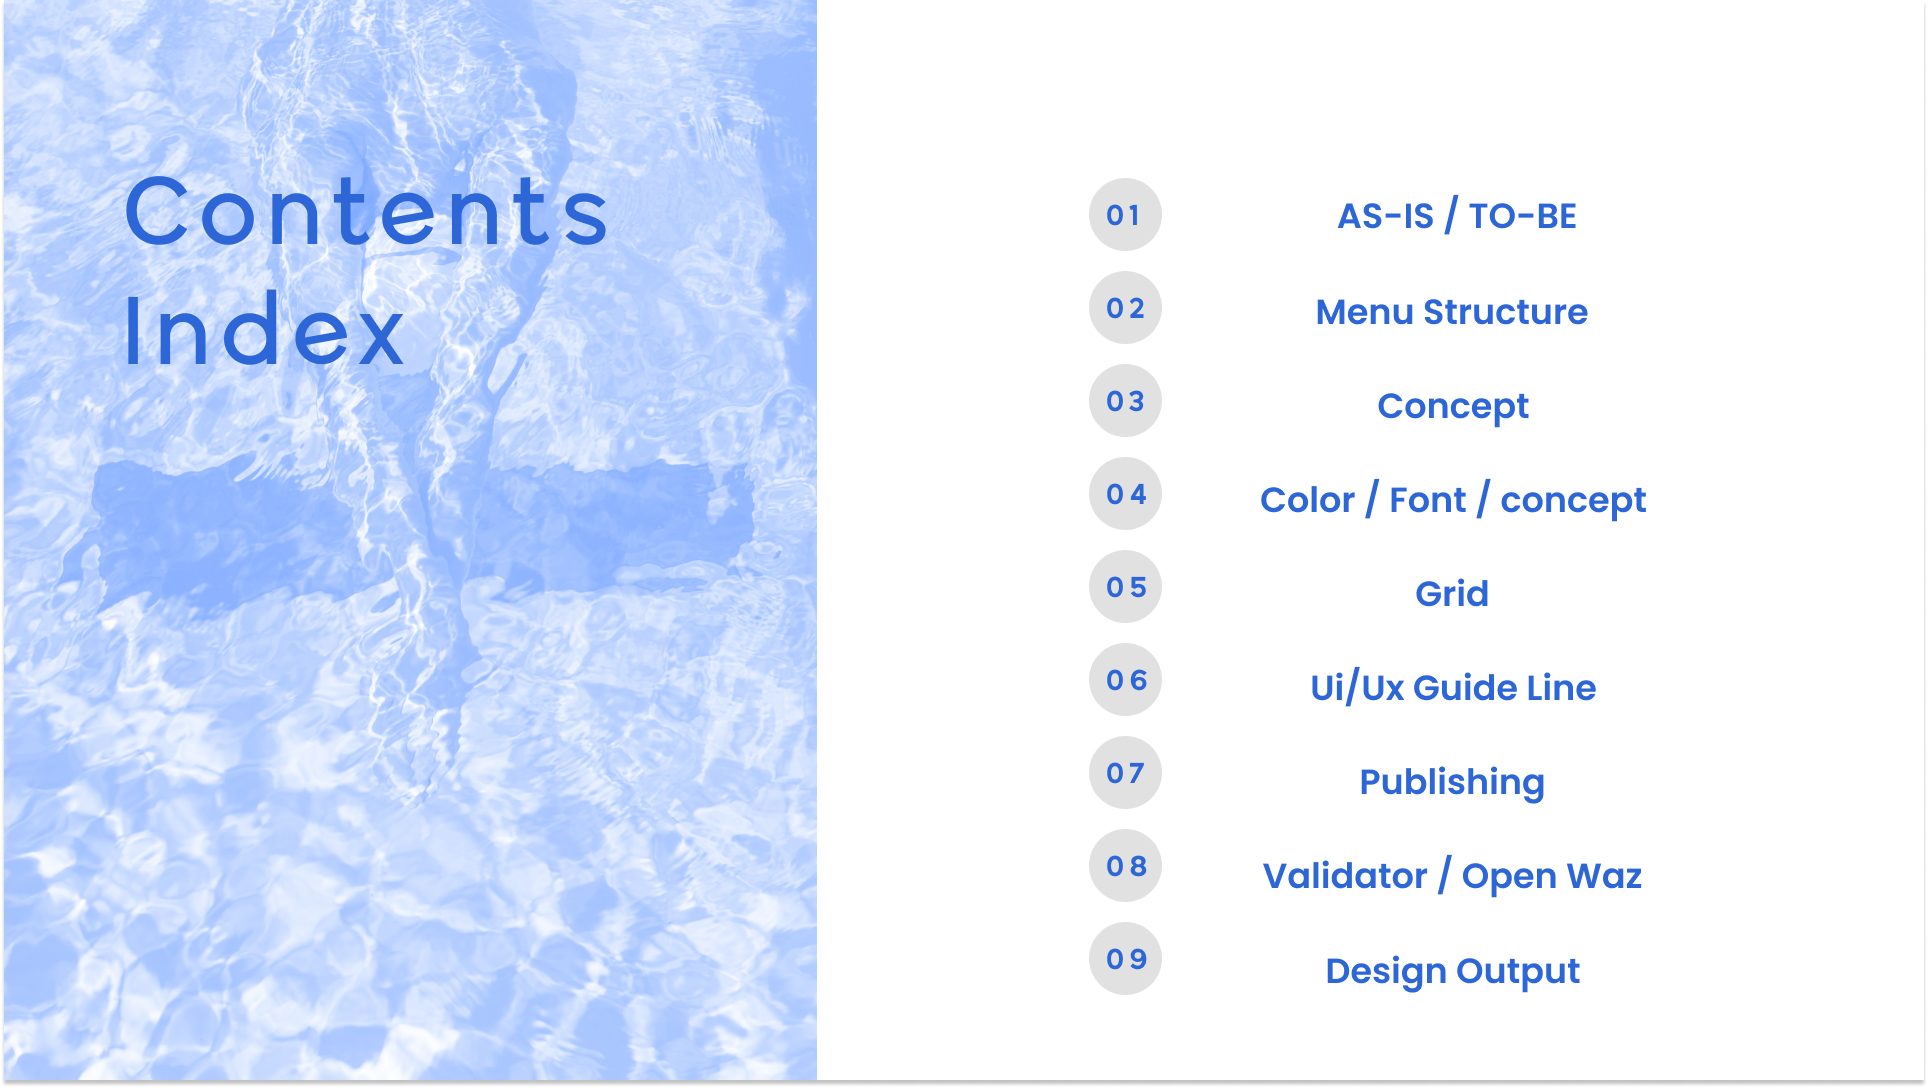 Contents
Index
01 AS-IS / TO-BE
02 Menu Structure
03 Concept
04 Color / Font / concept
05 Grid
06 Ui/Ux Guide Line
07 Publishing
08 Validator / Open Waz
09 Design Output